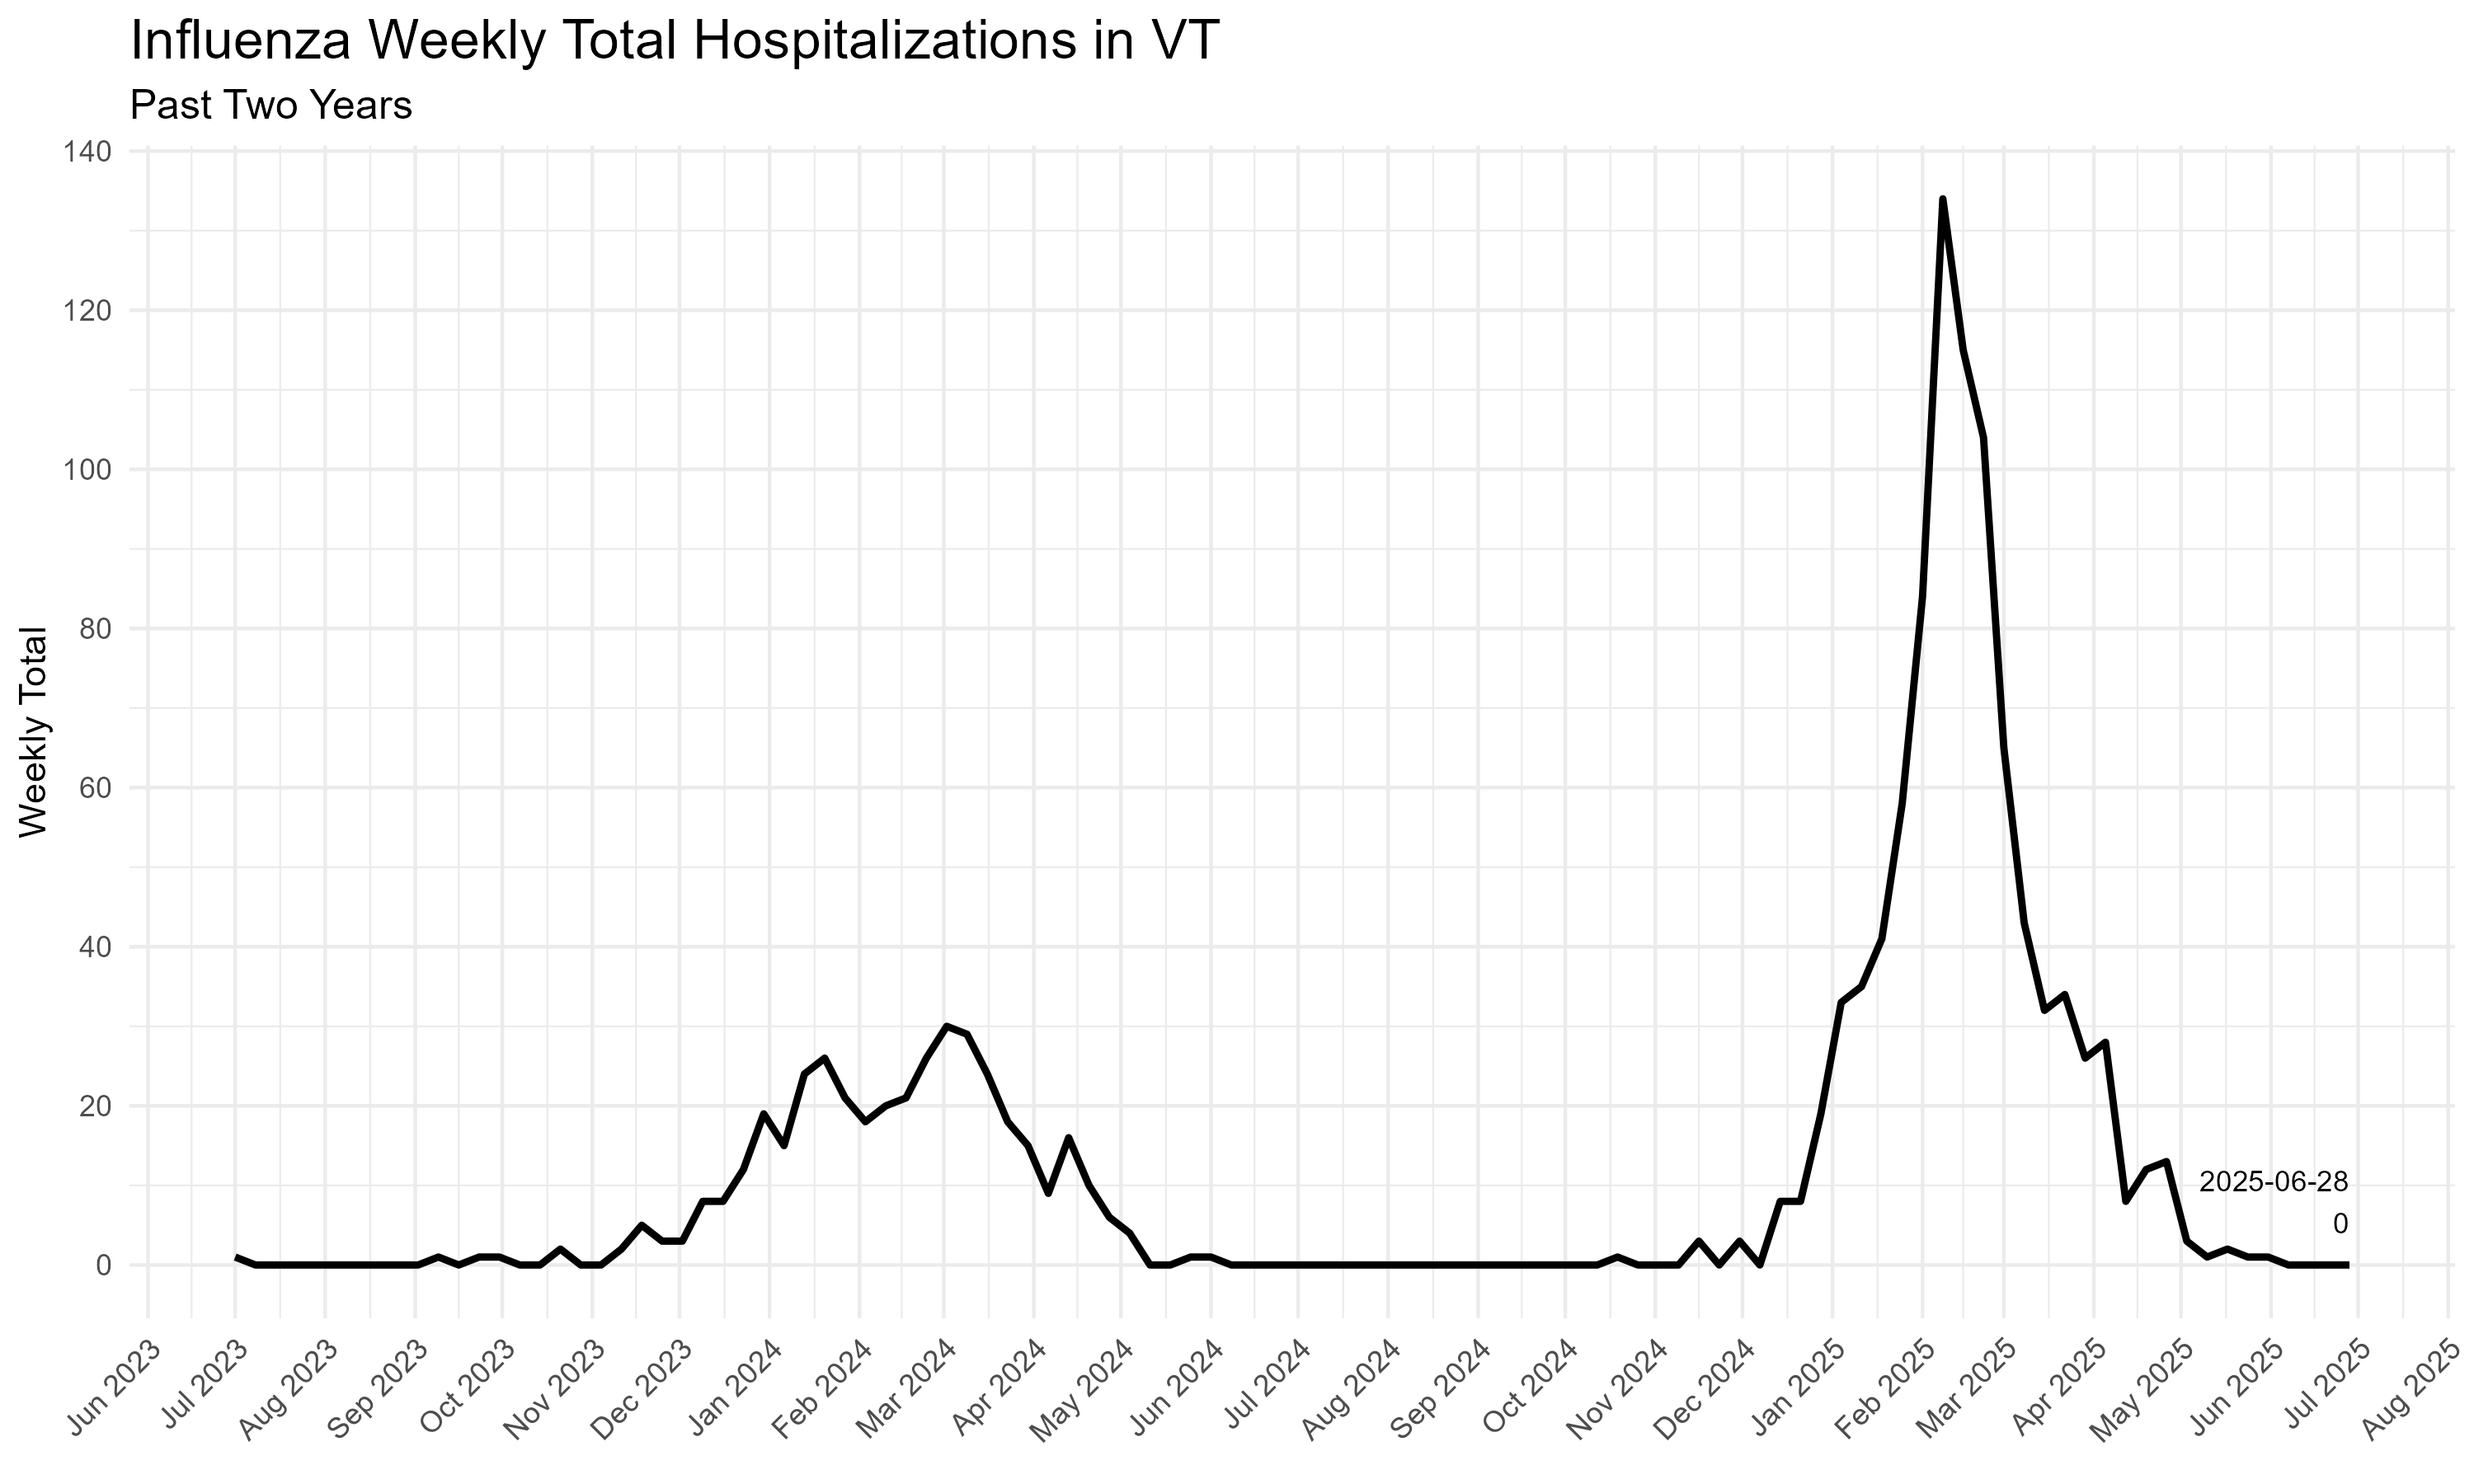 Influenza Weekly Total Hospitalizations in VT
Past Two Years
Weekly Total
140
120
100
80
60
40
20
0
2025-06-28
0
Jun 2023
Jul 2023
Aug 2023
Sep 2023
Oct 2023
Nov 2023
Dec 2023
Jan 2024
Feb 2024
Mar 2024
Apr 2024
May 2024
Jun 2024
Jul 2024
Aug 2024
Sep 2024
Oct 2024
Nov 2024
Dec 2024
Jan 2025
Feb 2025
Mar 2025
Apr 2025
May 2025
Jun 2025
Jul 2025
Aug 2025